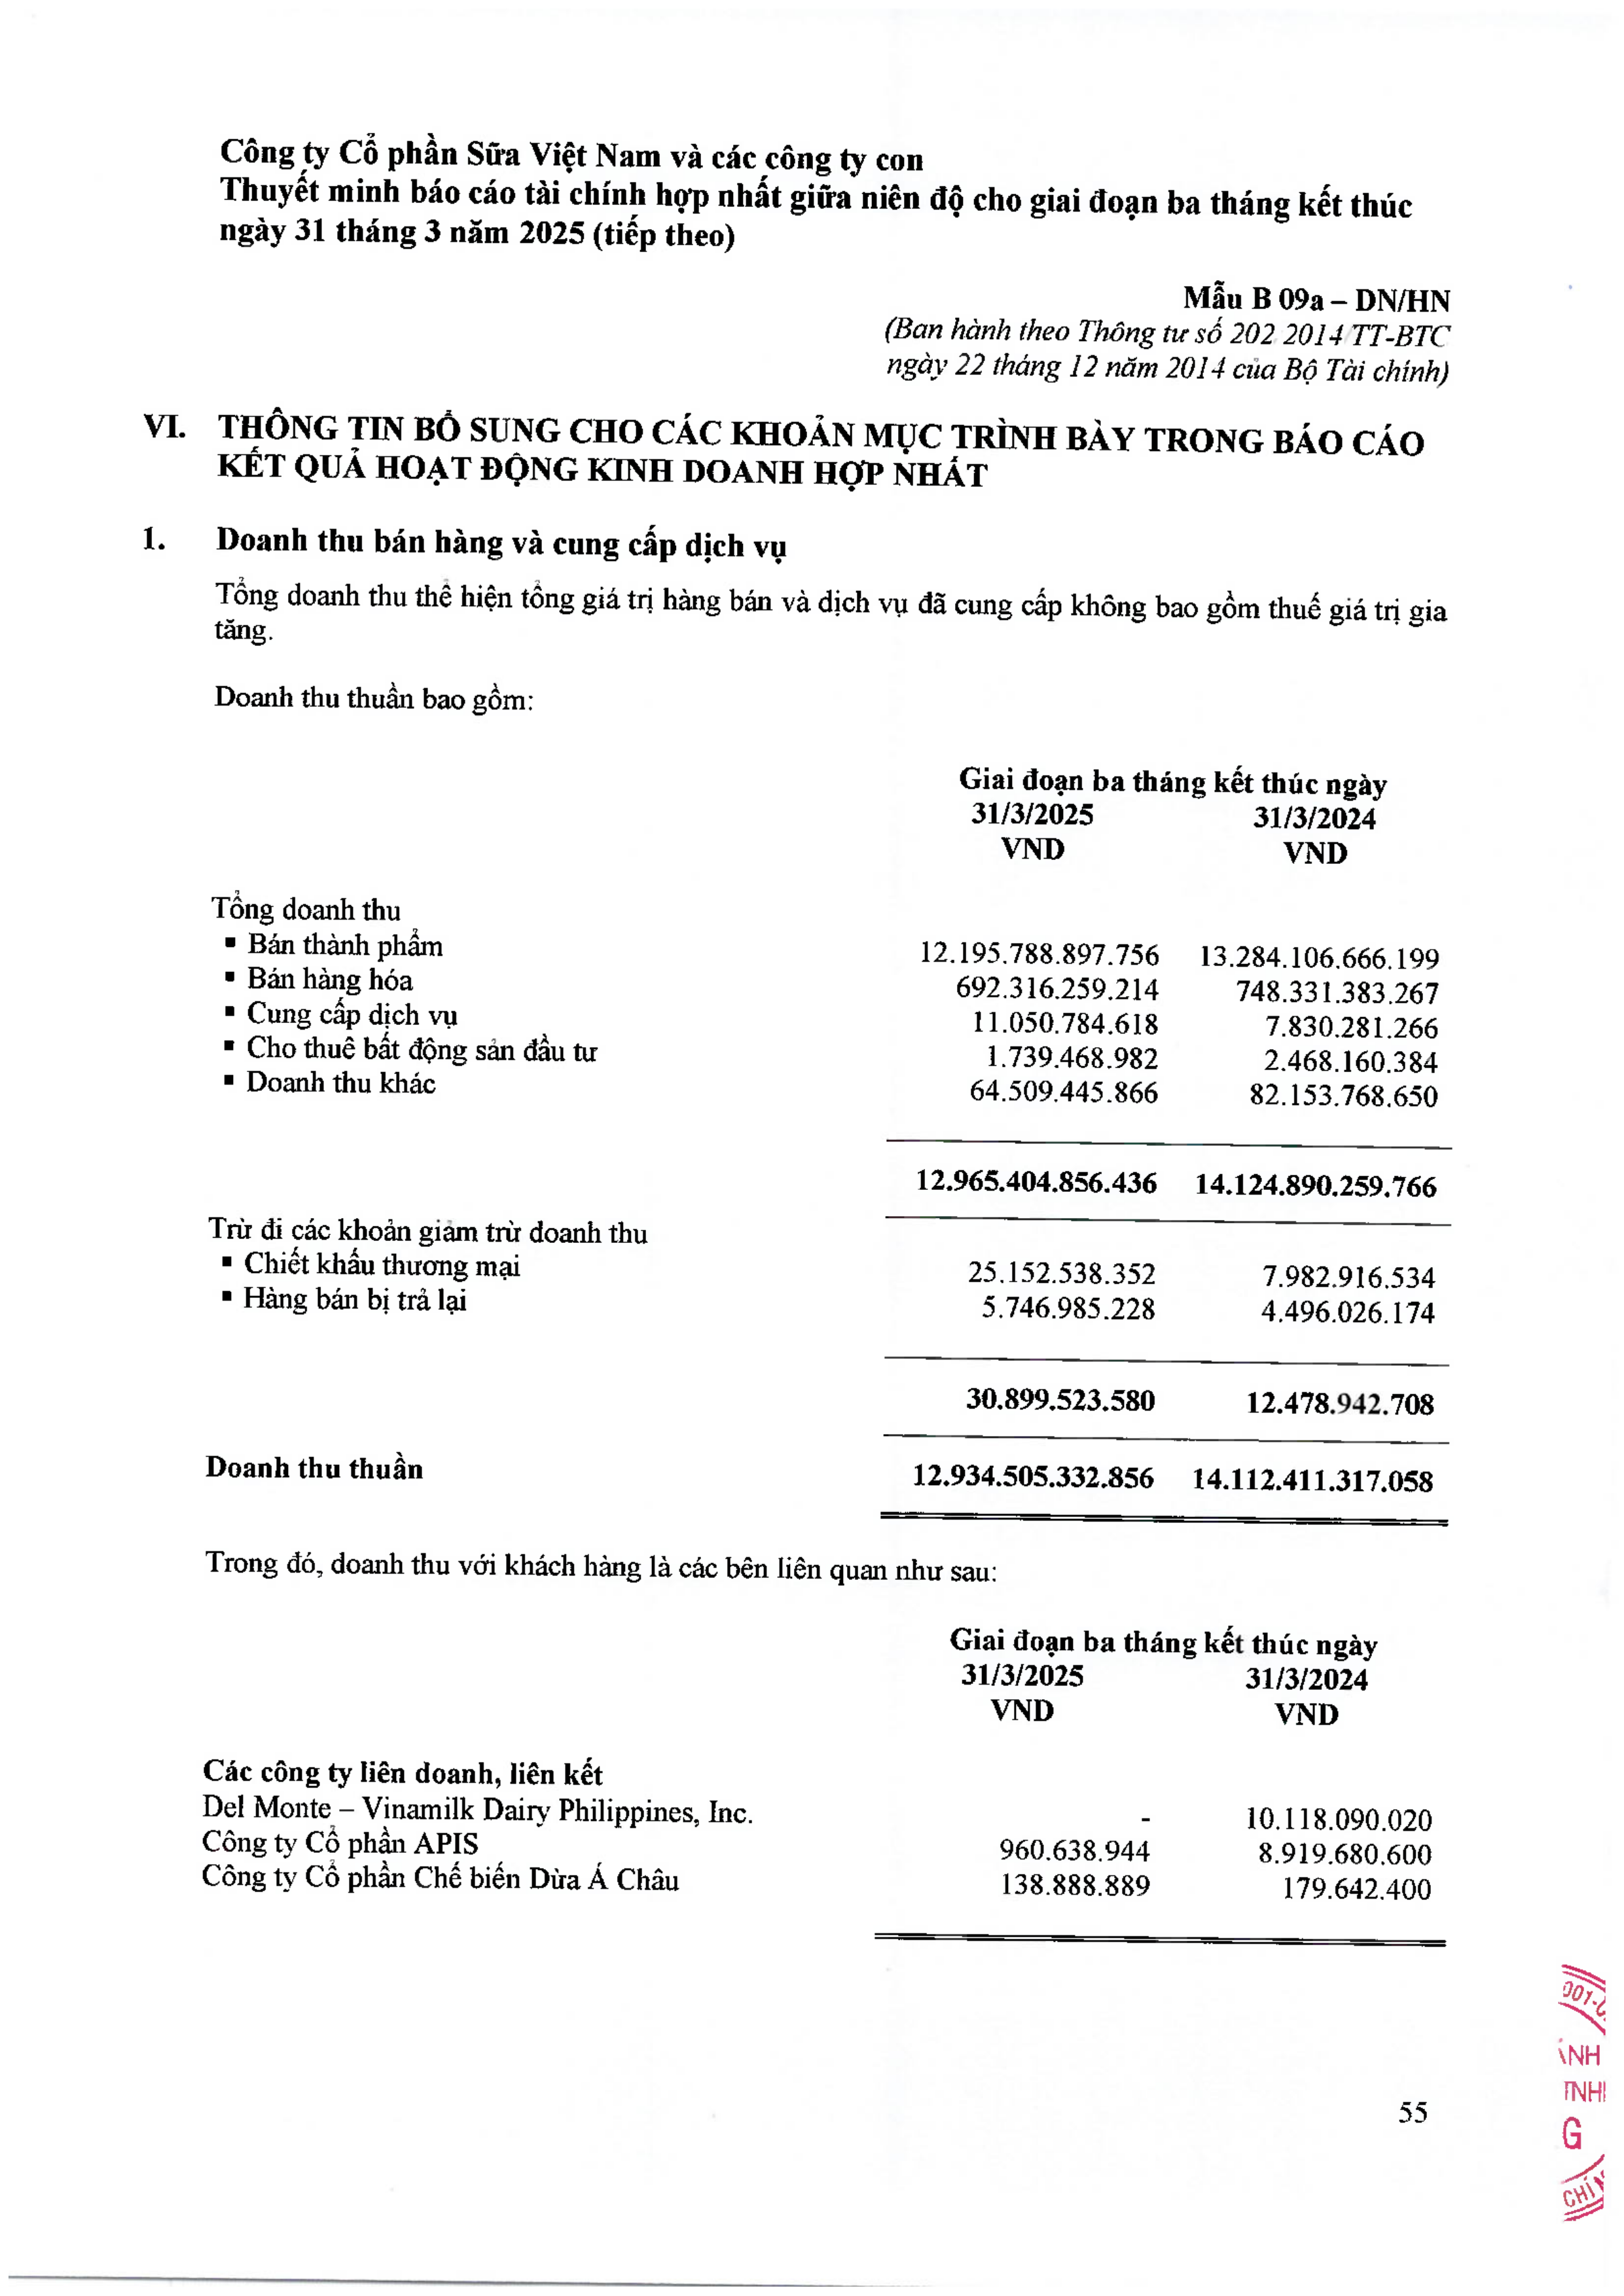 Công ty Cổ phần Sữa Việt Nam và các công ty con
Thuyết minh báo cáo tài chính hợp nhất giữa niên độ cho giai đoạn ba tháng kết thúc
ngày 31 tháng 3 năm 2025 (tiếp theo)
Mẫu B 09a – DN/HN
(Ban hành theo Thông tư số 202/2014/TT-BTC
ngày 22 tháng 12 năm 2014 của Bộ Tài chính)
VI. THÔNG TIN BỔ SUNG CHO CÁC KHOẢN MỤC TRÌNH BÀY TRONG BÁO CÁO
KẾT QUẢ HOẠT ĐỘNG KINH DOANH HỢP NHẤT
1. Doanh thu bán hàng và cung cấp dịch vụ
Tổng doanh thu thể hiện tổng giá trị hàng bán và dịch vụ đã cung cấp không bao gồm thuế giá trị gia
tăng.
Doanh thu thuần bao gồm:
Giai đoạn ba tháng kết thúc ngày
31/3/2025 31/3/2024
VND VND
Tổng doanh thu
▪ Bán thành phẩm 12.195.788.897.756 13.284.106.666.199
▪ Bán hàng hóa 692.316.259.214 748.331.383.267
▪ Cung cấp dịch vụ 11.050.784.618 7.830.281.266
▪ Cho thuê bất động sản đầu tư 1.739.468.982 2.468.160.384
▪ Doanh thu khác 64.509.445.866 82.153.768.650
12.965.404.856.436 14.124.890.259.766
Trừ đi các khoản giảm trừ doanh thu
▪ Chiết khấu thương mại 25.152.538.352 7.982.916.534
▪ Hàng bán bị trả lại 5.746.985.228 4.496.026.174
30.899.523.580 12.478.942.708
Doanh thu thuần 12.934.505.332.856 14.112.411.317.058
Trong đó, doanh thu với khách hàng là các bên liên quan như sau:
Giai đoạn ba tháng kết thúc ngày
31/3/2025 31/3/2024
VND VND
Các công ty liên doanh, liên kết
Del Monte – Vinamilk Dairy Philippines, Inc. - 10.118.090.020
Công ty Cổ phần APIS 960.638.944 8.919.680.600
Công ty Cổ phần Chế biến Dừa Á Châu 138.888.889 179.642.400
55